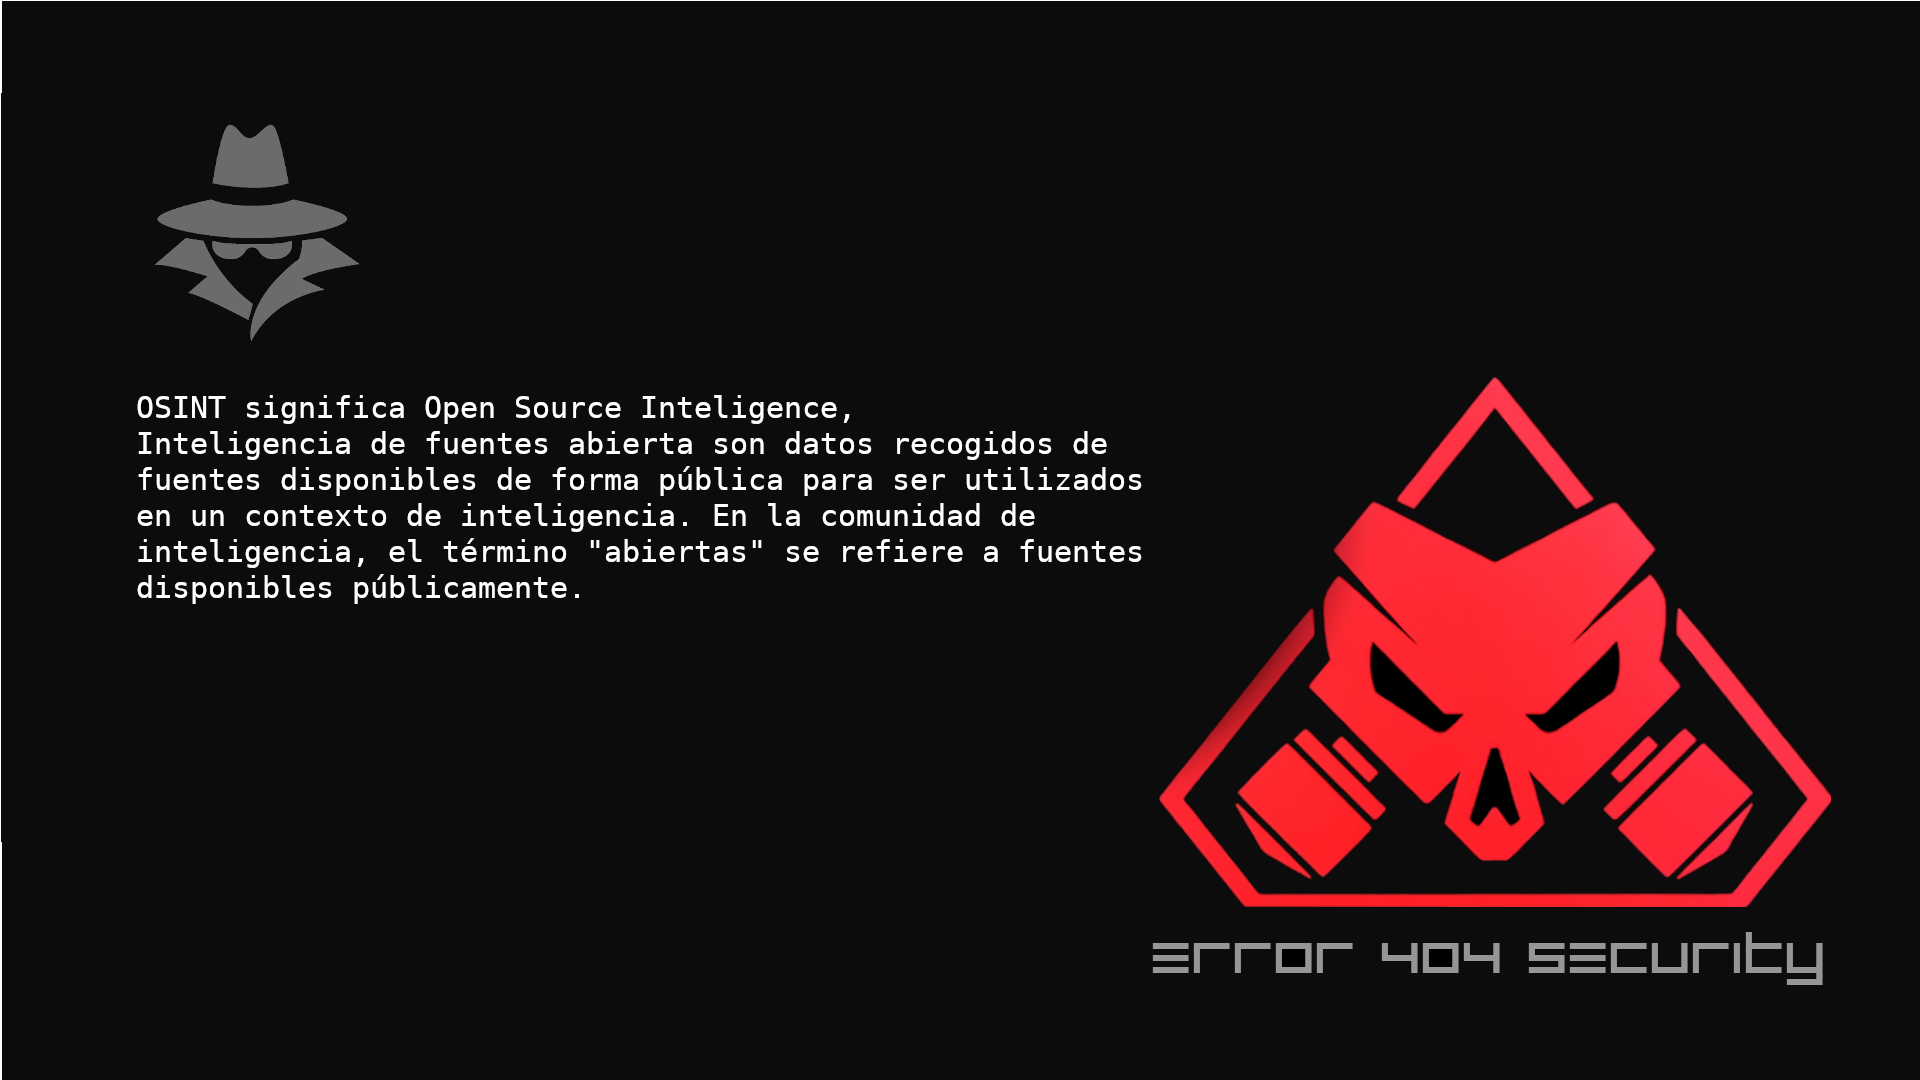 OSINT significa Open Source Inteligence,
Inteligencia de fuentes abierta son datos recogidos de
fuentes disponibles de forma pública para ser utilizados
en un contexto de inteligencia. En la comunidad de
inteligencia, el término "abiertas" se refiere a fuentes
disponibles públicamente.
Error 404 Security